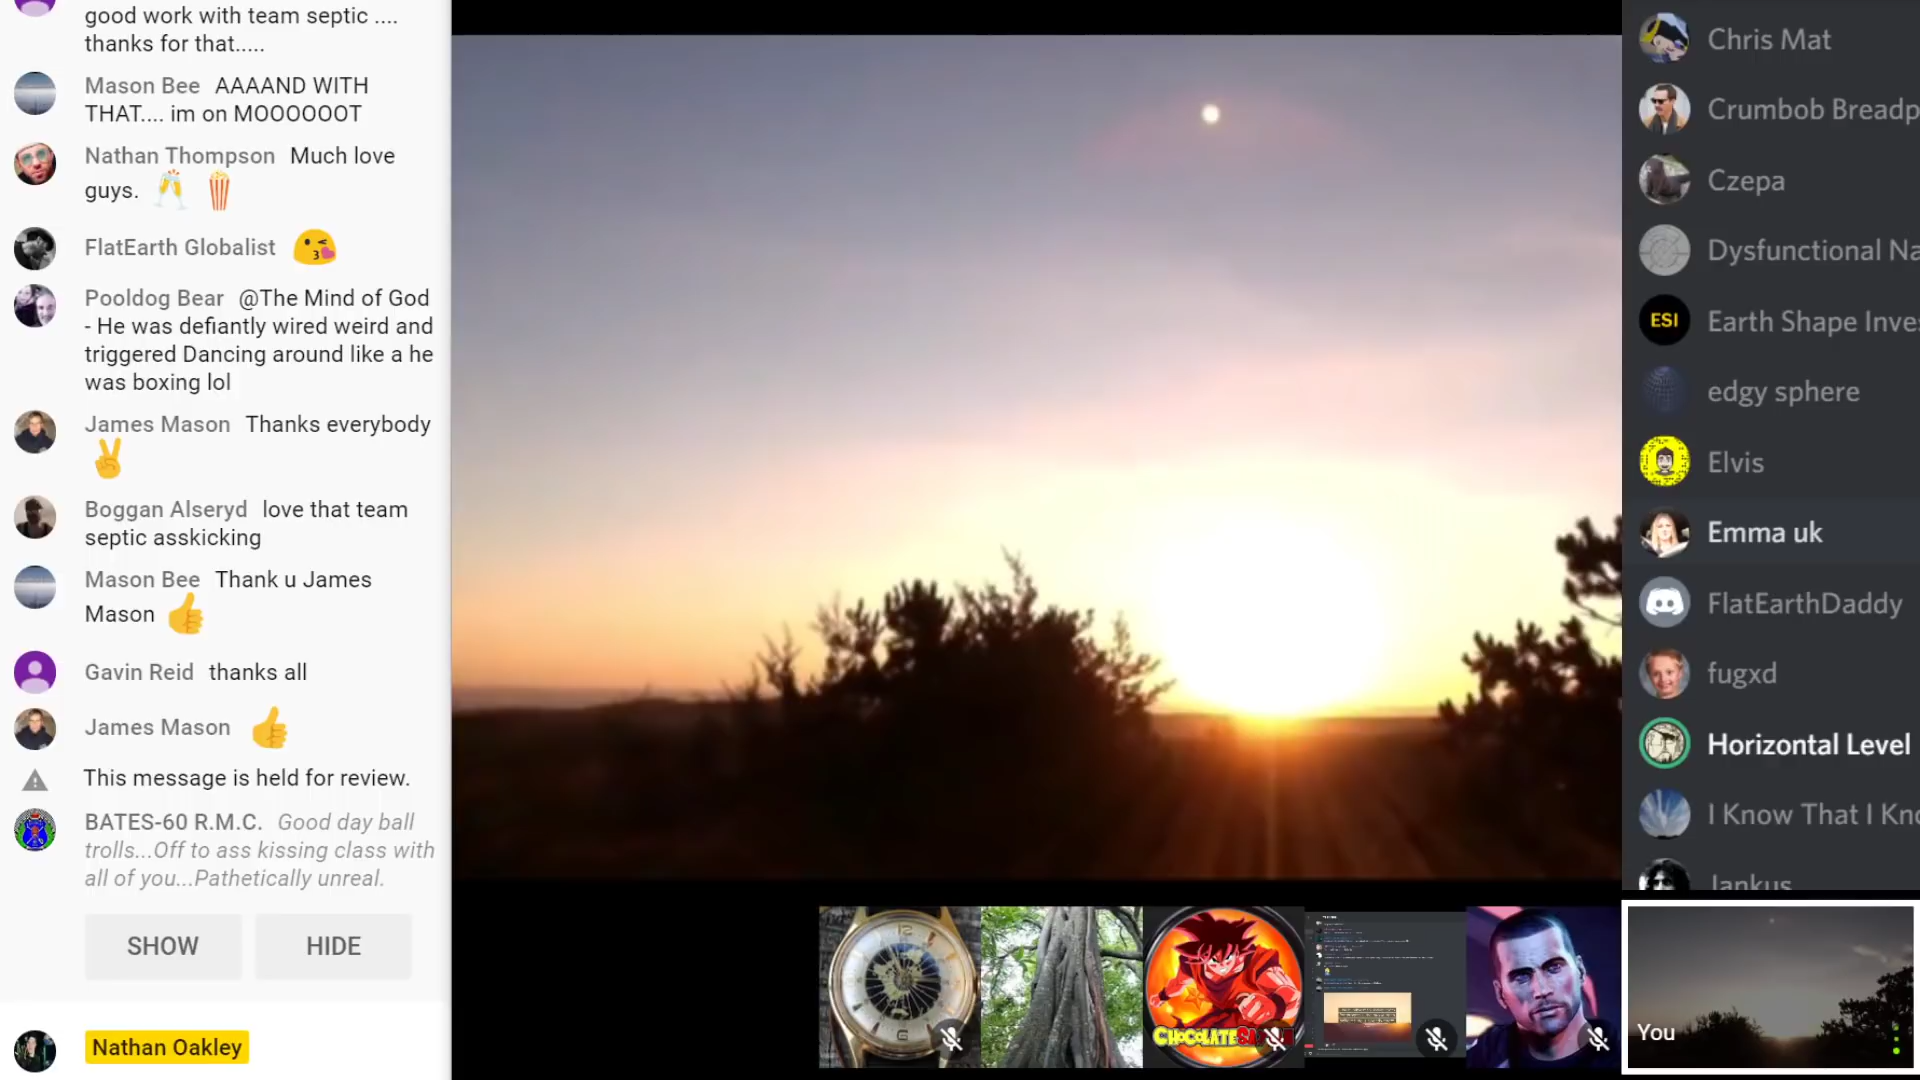 good work with team septic ....
thanks for that.....
Mason Bee AAAAND WITH
THAT.... im on MOOOOOOT
Nathan Thompson Much love
guys.
FlatEarth Globalist
Pooldog Bear @The Mind of God
- He was defiantly wired weird and
triggered Dancing around like a he
was boxing lol
James Mason Thanks everybody
Boggan Alseryd love that team
septic asskicking
Mason Bee Thank u James
Mason
Gavin Reid thanks all
James Mason
This message is held for review.
BATES-60 R.M.C. Good day ball
trolls...Off to ass kissing class with
all of you...Pathetically unreal.
SHOW HIDE
Nathan Oakley
Chris Mat
Crumbob Breadp
Czepa
Dysfunctional Na
ESI
Earth Shape Inves
edgy sphere
Elvis
Emma uk
FlatEarthDaddy
fugxd
Horizontal Level
I Know That I Kno
Jankus
CHOCOLATE
You